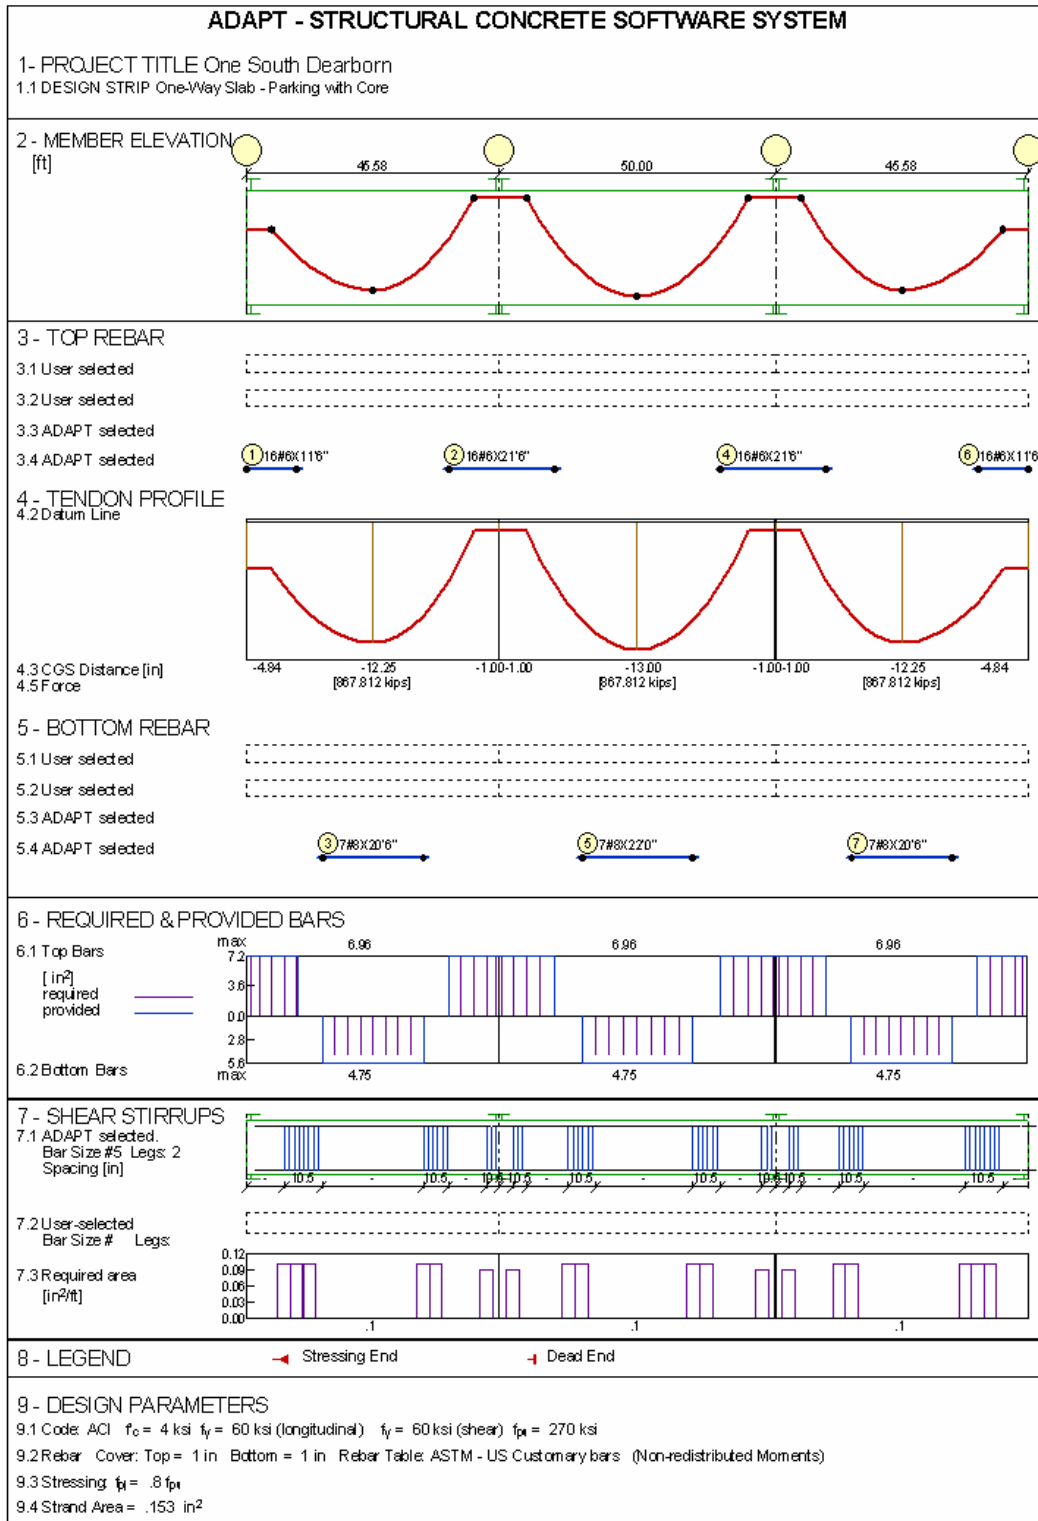 ADAPT - STRUCTURAL CONCRETE SOFTWARE SYSTEM
1- PROJECT TITLE One South Dearborn
1.1 DESIGN STRIP One-Way Slab - Parking with Core
2 - MEMBER ELEVATION
[ft]
45.58 50.00 45.58
3 - TOP REBAR
3.1 User selected
3.2 User selected
3.3 ADAPT selected
3.4 ADAPT selected
1 16#6X11'6" 2 16#6X21'6" 4 16#6X21'6" 6 16#6X11'6
4 - TENDON PROFILE
4.2 Datum Line
4.3 CGS Distance [in]
-4.84 -12.25 -1.00-1.00 -13.00 -1.00-1.00 -12.25 -4.84
4.5 Force
[867.812 kips] [867.812 kips] [867.812 kips]
5 - BOTTOM REBAR
5.1 User selected
5.2 User selected
5.3 ADAPT selected
5.4 ADAPT selected
3 7#8X20'6" 5 7#8X22'0" 7 7#8X20'6"
6 - REQUIRED & PROVIDED BARS
6.1 Top Bars
max 6.96 6.96 6.96
7.2
[ in²]
3.6
required
provided
0.0
2.8
5.6
6.2 Bottom Bars
max 4.75 4.75 4.75
7 - SHEAR STIRRUPS
7.1 ADAPT selected.
Bar Size #5 Legs: 2
Spacing [in]
- 10.5 - 10.5 - 10.5 - 10.5 - 10.5 - 10.5 - 10.5 -
7.2 User-selected
Bar Size # Legs:
7.3 Required area
[in²/ft]
0.12
0.09
0.06
0.03
0.00
.1 .1 .1
8 - LEGEND
Stressing End Dead End
9 - DESIGN PARAMETERS
9.1 Code: ACI f'c = 4 ksi fy = 60 ksi (longitudinal) fy = 60 ksi (shear) fpu = 270 ksi
9.2 Rebar Cover: Top = 1 in Bottom = 1 in Rebar Table: ASTM - US Customary bars (Non-redistributed Moments)
9.3 Stressing: fpj = .8 fpu
9.4 Strand Area = .153 in²